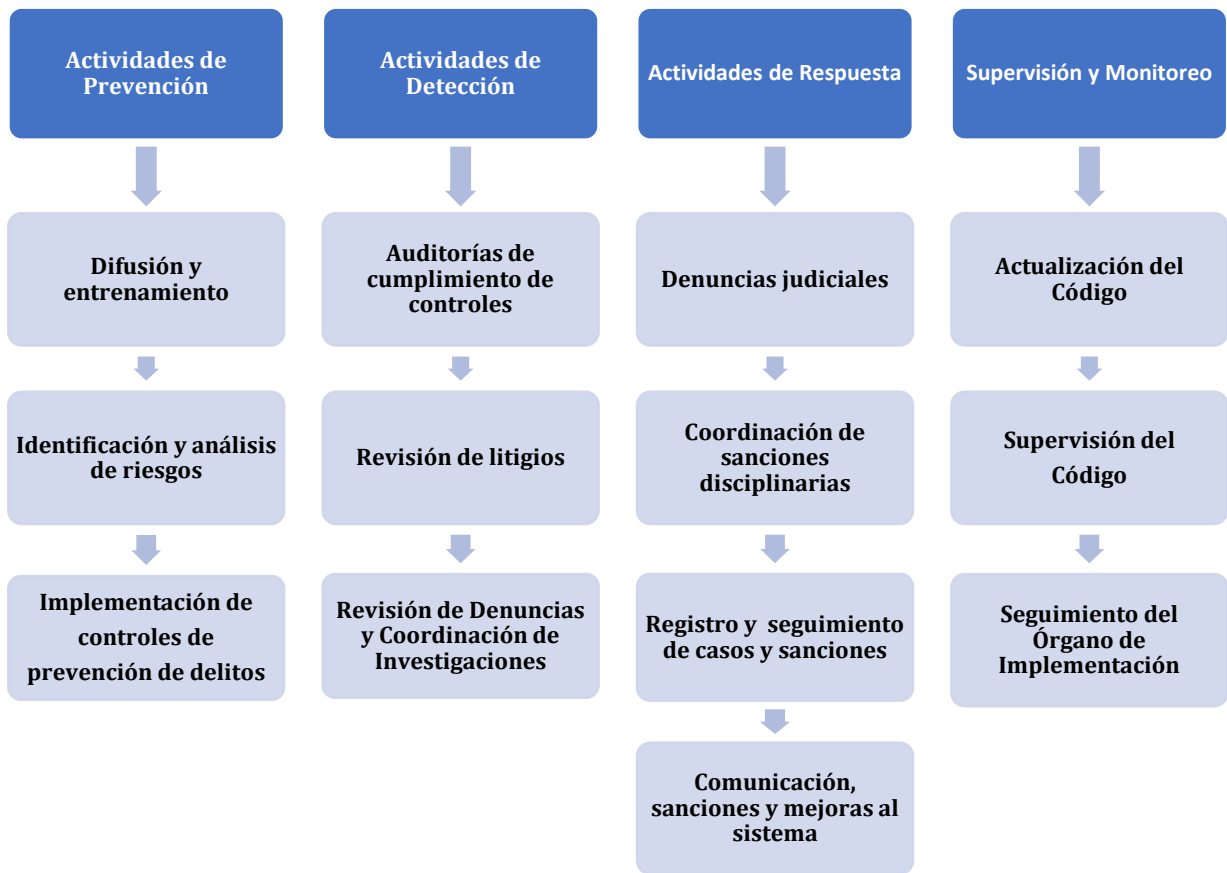 Actividades de
Prevención
Difusión y
entrenamiento
Identificación y análisis
de riesgos
Implementación de
controles de
prevención de delitos
Actividades de
Detección
Auditorías de
cumplimiento de
controles
Revisión de litigios
Revisión de Denuncias
y Coordinación de
Investigaciones
Actividades de Respuesta
Denuncias judiciales
Coordinación de
sanciones
disciplinarias
Registro y seguimiento
de casos y sanciones
Comunicación,
sanciones y mejoras al
sistema
Supervisión y Monitoreo
Actualización del
Código
Supervisión del
Código
Seguimiento del
Órgano de
Implementación